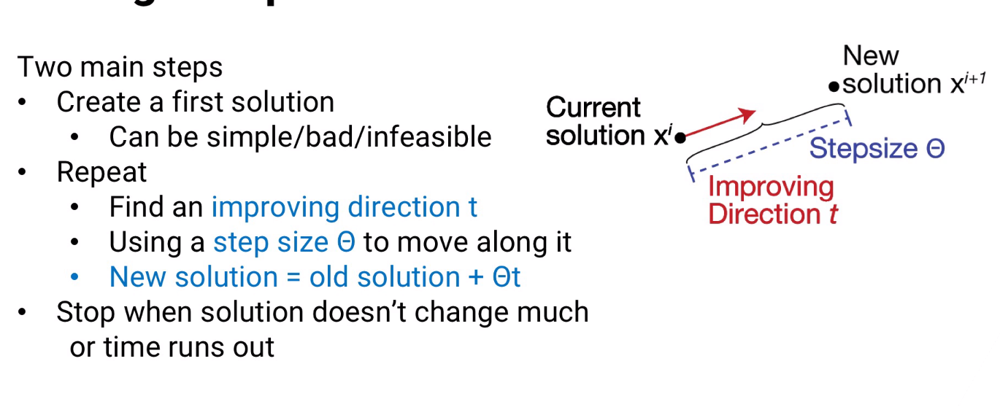 Two main steps
• Create a first solution
• Can be simple/bad/infeasible
• Repeat
• Find an improving direction t
• Using a step size Θ to move along it
• New solution = old solution + Θt
• Stop when solution doesn’t change much
or time runs out
New
solution xⁱ⁺¹
Current
solution xⁱ
Stepsize Θ
Improving
Direction t